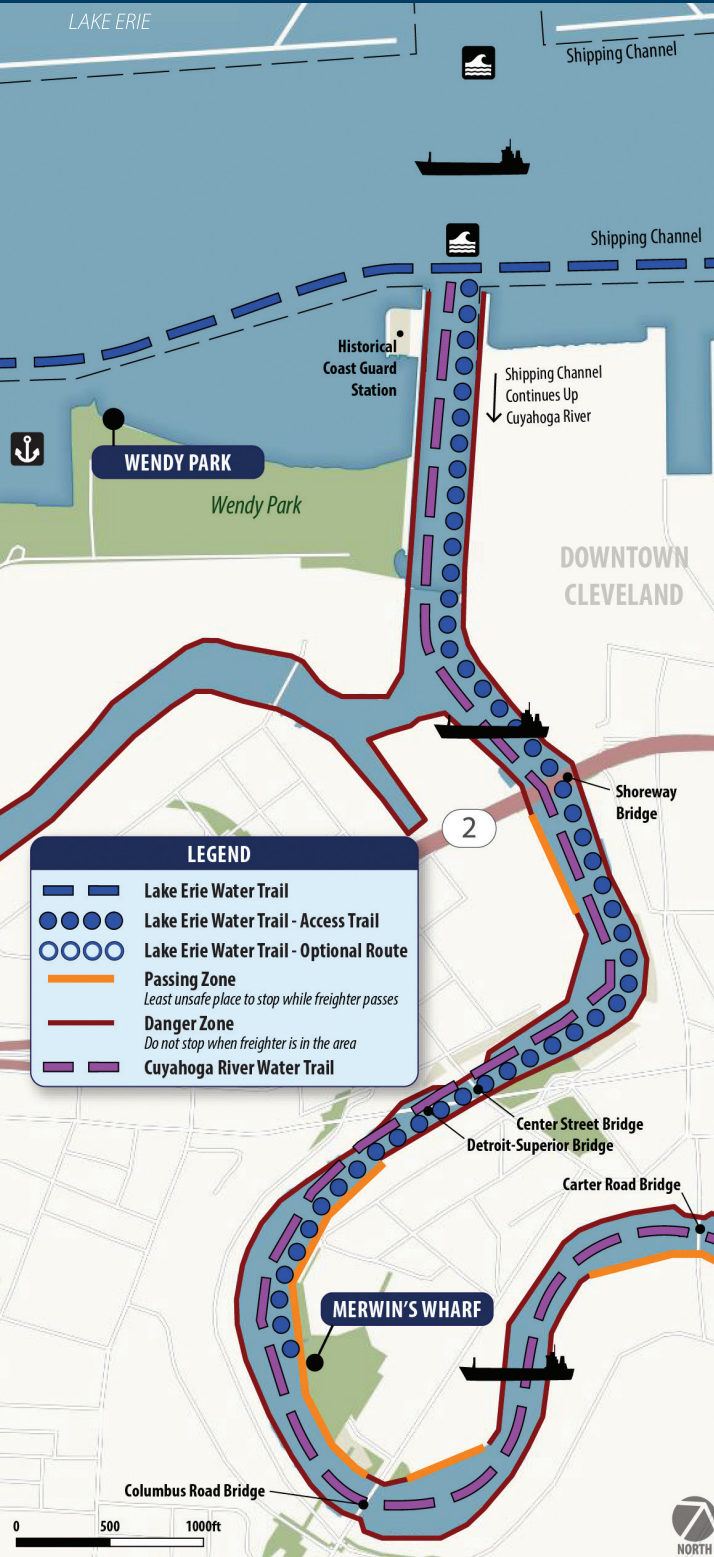 LAKE ERIE
Shipping Channel
Shipping Channel
Historical
Coast Guard
Station
Shipping Channel
Continues Up
Cuyahoga River
WENDY PARK
Wendy Park
DOWNTOWN
CLEVELAND
Shoreway
Bridge
2
LEGEND
Lake Erie Water Trail
Lake Erie Water Trail - Access Trail
Lake Erie Water Trail - Optional Route
Passing Zone
Least unsafe place to stop while freighter passes
Danger Zone
Do not stop when freighter is in the area
Cuyahoga River Water Trail
Center Street Bridge
Detroit-Superior Bridge
Carter Road Bridge
MERWIN'S WHARF
Columbus Road Bridge
0 500 1000ft
NORTH